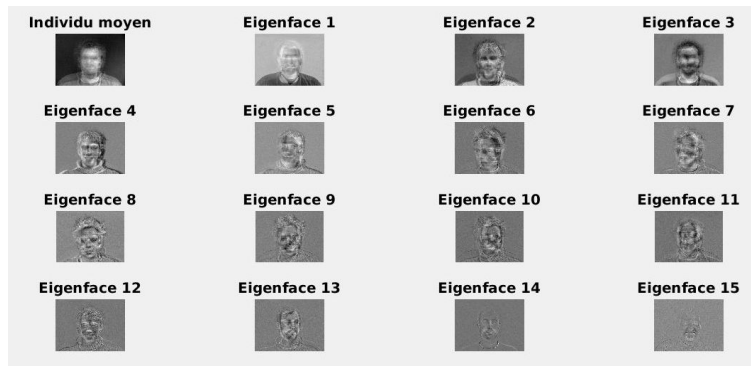 Individu moyen
Eigenface 1
Eigenface 2
Eigenface 3
Eigenface 4
Eigenface 5
Eigenface 6
Eigenface 7
Eigenface 8
Eigenface 9
Eigenface 10
Eigenface 11
Eigenface 12
Eigenface 13
Eigenface 14
Eigenface 15